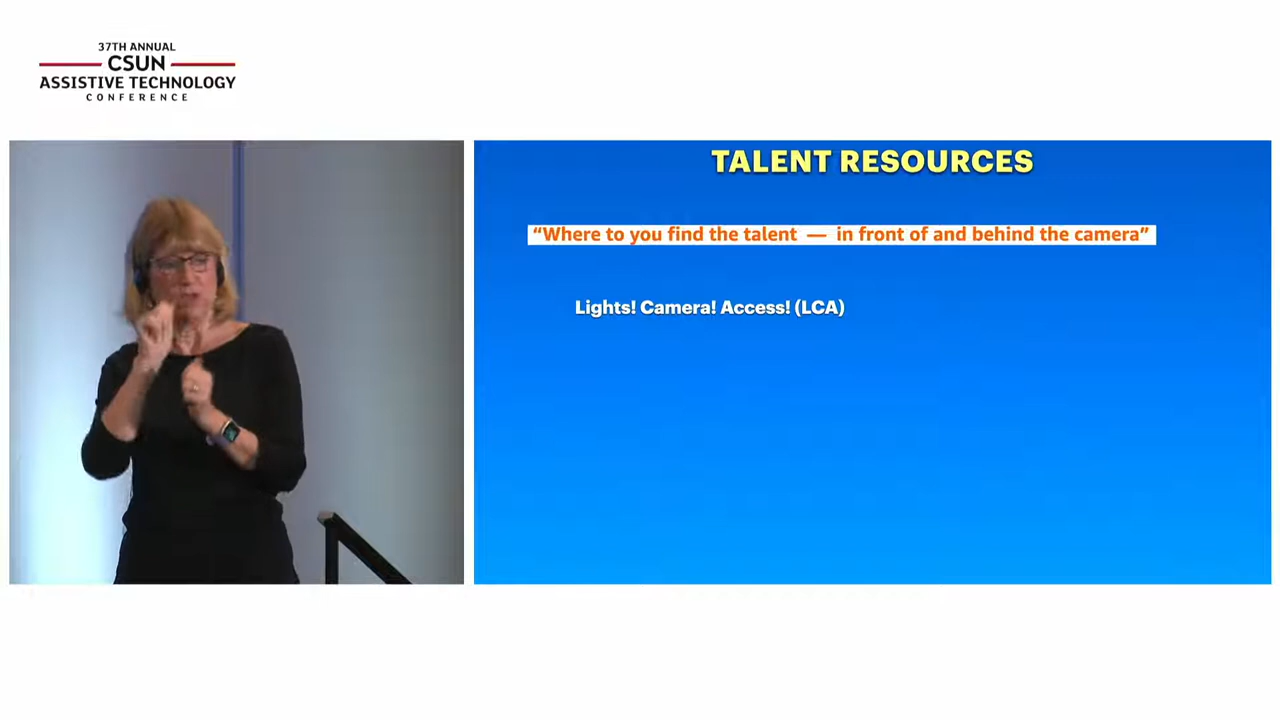 37TH ANNUAL
CSUN
ASSISTIVE TECHNOLOGY
CONFERENCE
TALENT RESOURCES
“Where to you find the talent — in front of and behind the camera”
Lights! Camera! Access! (LCA)